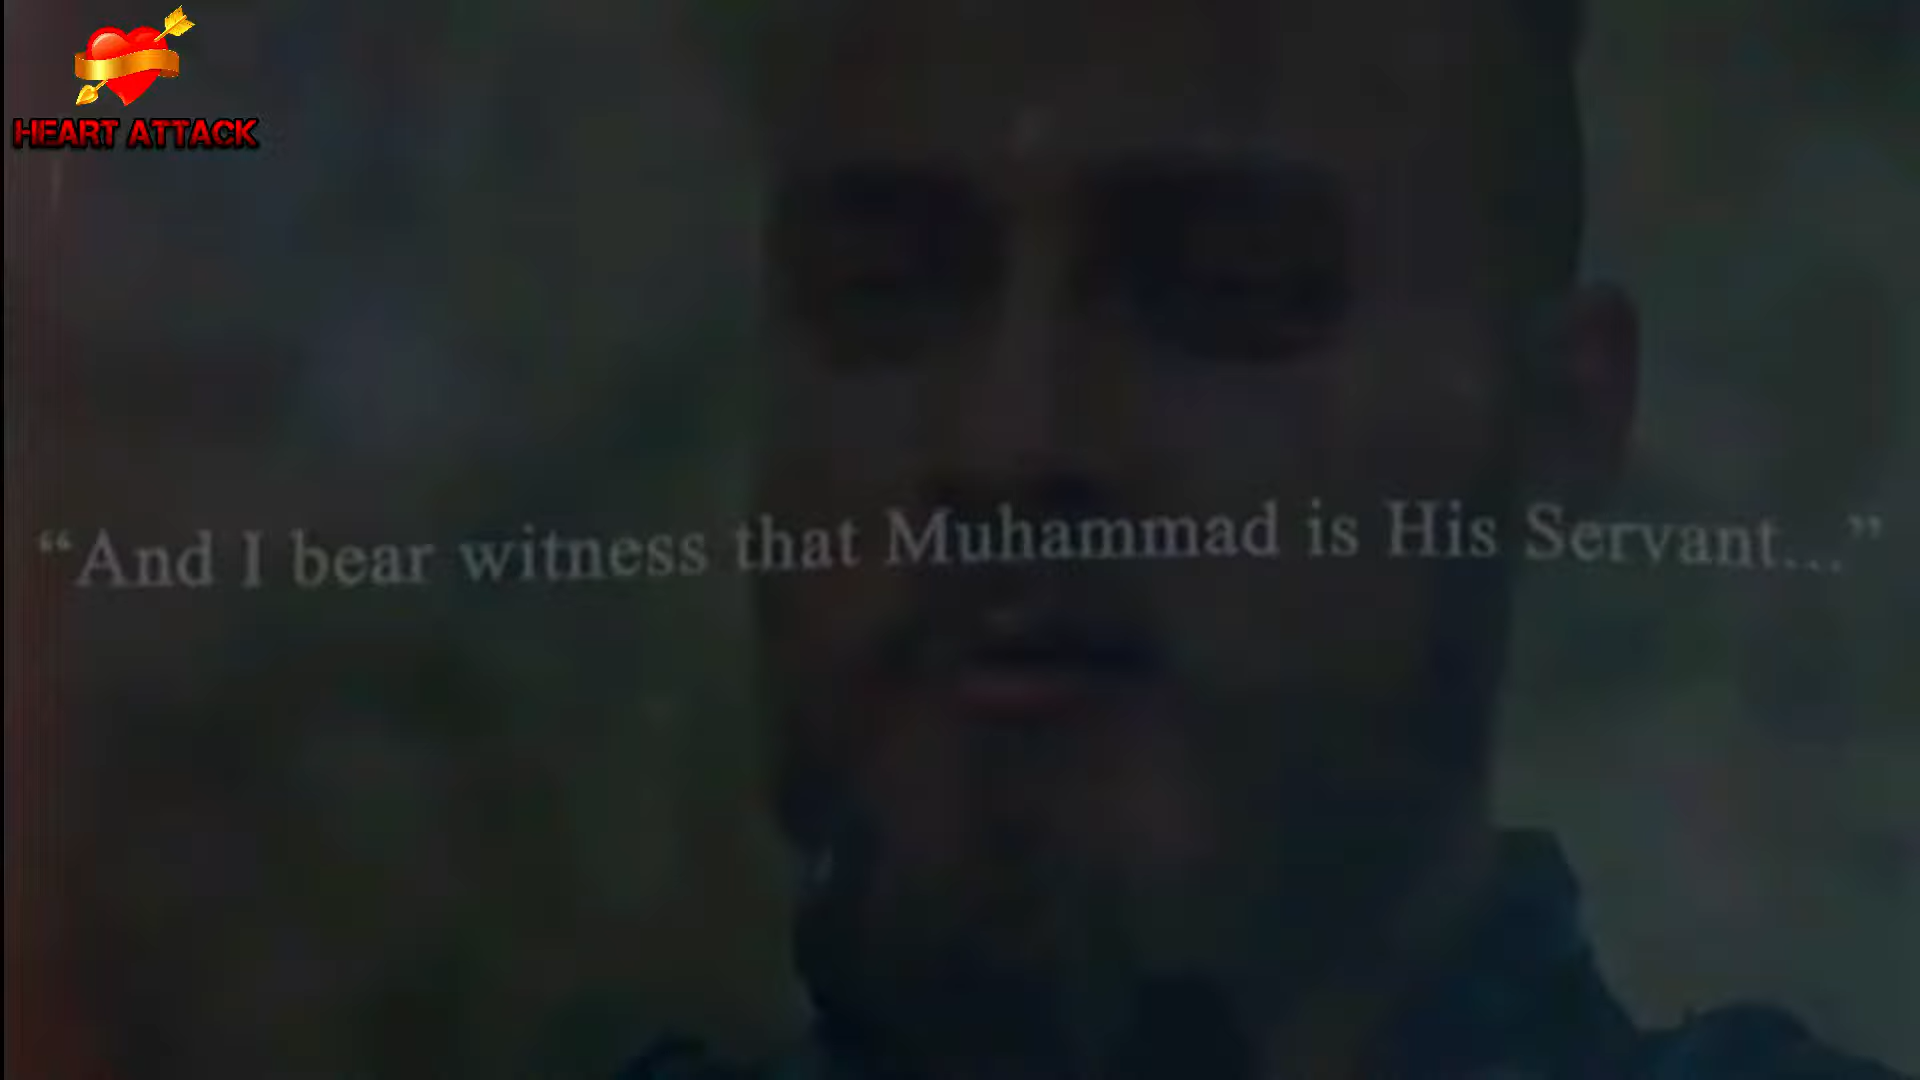 HEART ATTACK
“And I bear witness that Muhammad is His Servant...”